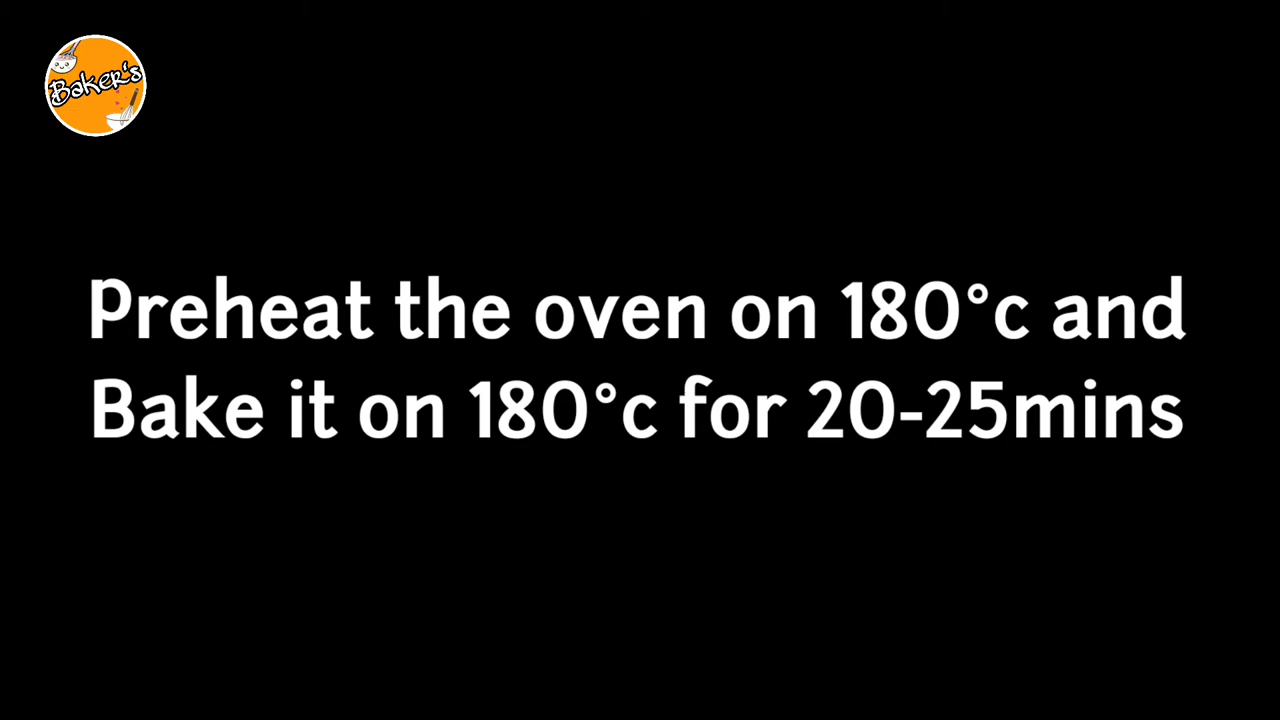 Baker's
Preheat the oven on 180°c and
Bake it on 180°c for 20-25mins